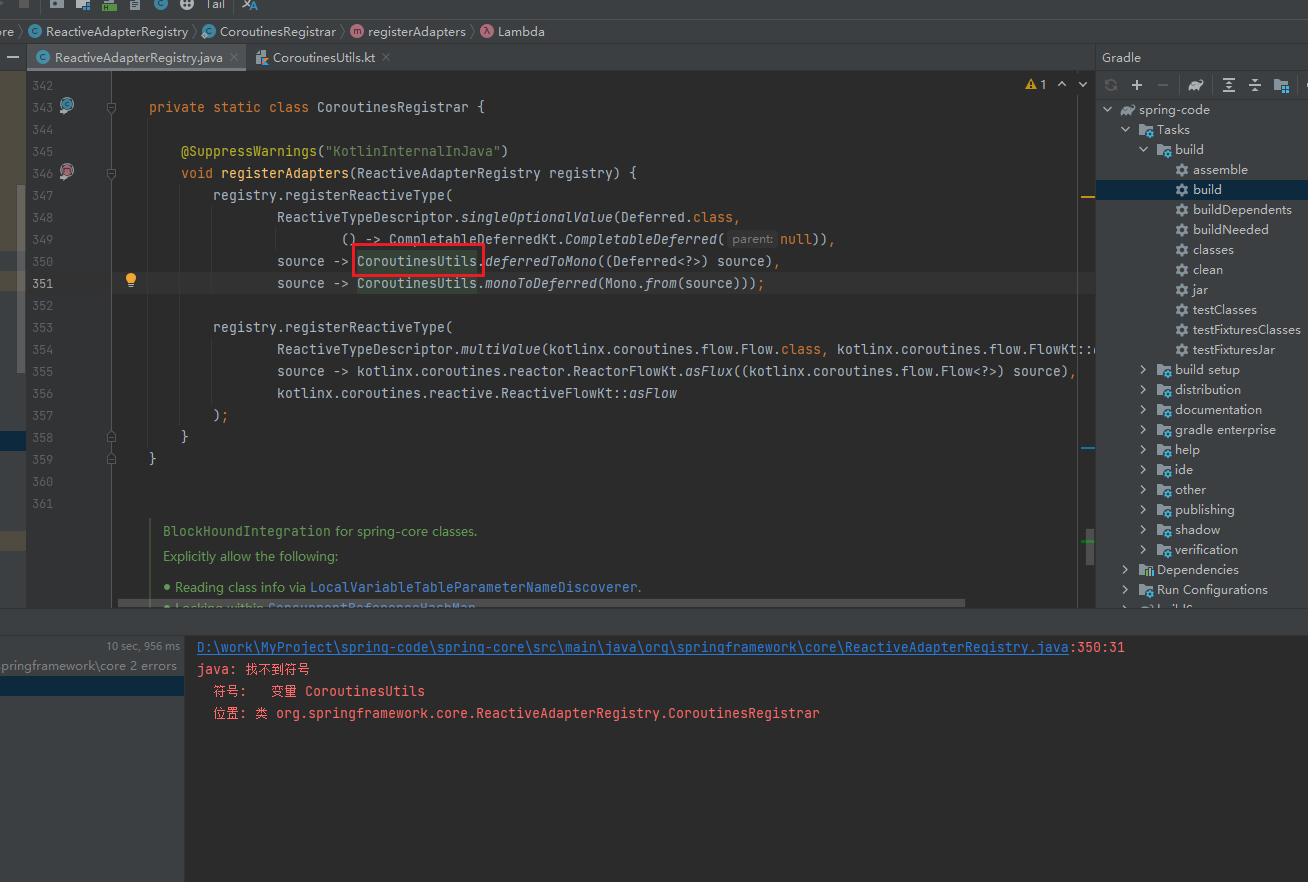 Tail
ore ReactiveAdapterRegistry CoroutinesRegistrar registerAdapters Lambda
ReactiveAdapterRegistry.java CoroutinesUtils.kt
1
342
343 private static class CoroutinesRegistrar {
344
345 @SuppressWarnings("KotlinInternalInJava")
346 void registerAdapters(ReactiveAdapterRegistry registry) {
347 registry.registerReactiveType(
348 ReactiveTypeDescriptor.singleOptionalValue(Deferred.class,
349 () -> CompletableDeferredKt.CompletableDeferred( parent: null)),
350 source -> CoroutinesUtils.deferredToMono((Deferred<?>) source),
351 source -> CoroutinesUtils.monoToDeferred(Mono.from(source)));
352
353 registry.registerReactiveType(
354 ReactiveTypeDescriptor.multiValue(kotlinx.coroutines.flow.Flow.class, kotlinx.coroutines.flow.FlowKt::
355 source -> kotlinx.coroutines.reactor.ReactorFlowKt.asFlux((kotlinx.coroutines.flow.Flow<?>) source),
356 kotlinx.coroutines.reactive.ReactiveFlowKt::asFlow
357 );
358 }
359 }
360
361
BlockHoundIntegration for spring-core classes.
Explicitly allow the following:
• Reading class info via LocalVariableTableParameterNameDiscoverer.
• Locking within ConcurrentReferenceHashMap
Gradle
spring-code
Tasks
build
assemble
build
buildDependents
buildNeeded
classes
clean
jar
testClasses
testFixturesClasses
testFixturesJar
build setup
distribution
documentation
gradle enterprise
help
ide
other
publishing
shadow
verification
Dependencies
Run Configurations
10 sec, 956 ms
pringframework\core 2 errors
D:\work\MyProject\spring-code\spring-core\src\main\java\org\springframework\core\ReactiveAdapterRegistry.java:350:31
java: 找不到符号
符号: 变量 CoroutinesUtils
位置: 类 org.springframework.core.ReactiveAdapterRegistry.CoroutinesRegistrar